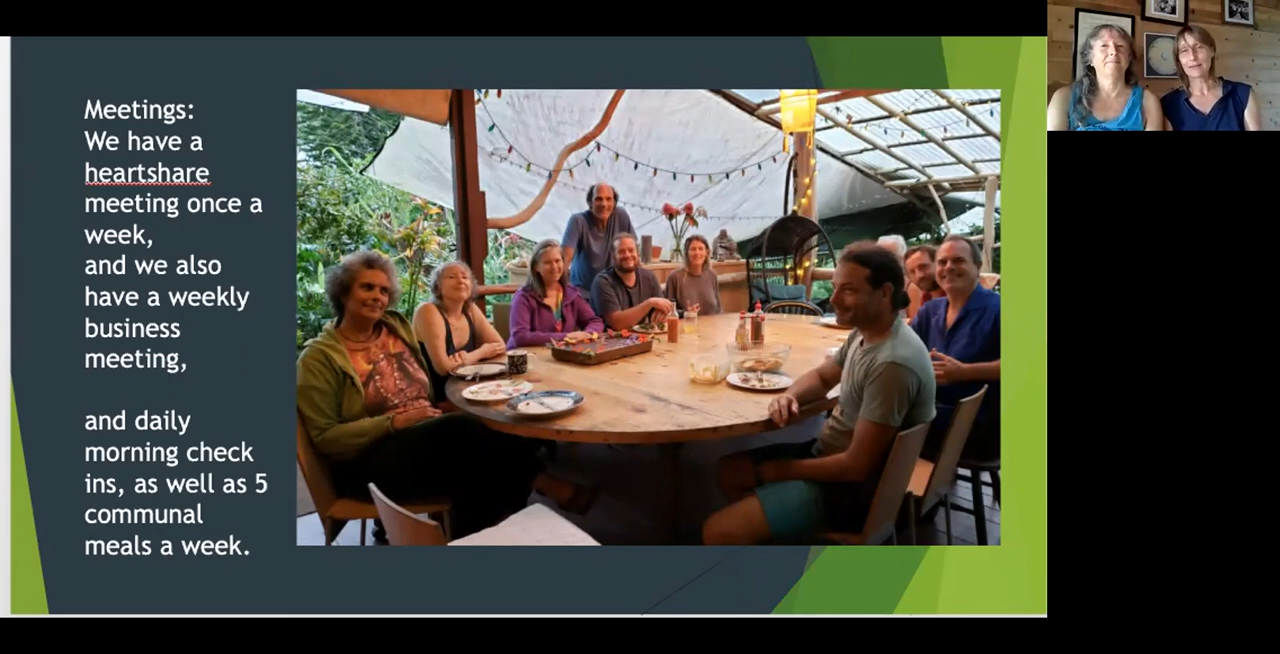 Meetings:
We have a
heartshare
meeting once a
week,
and we also
have a weekly
business
meeting,
and daily
morning check
ins, as well as 5
communal
meals a week.